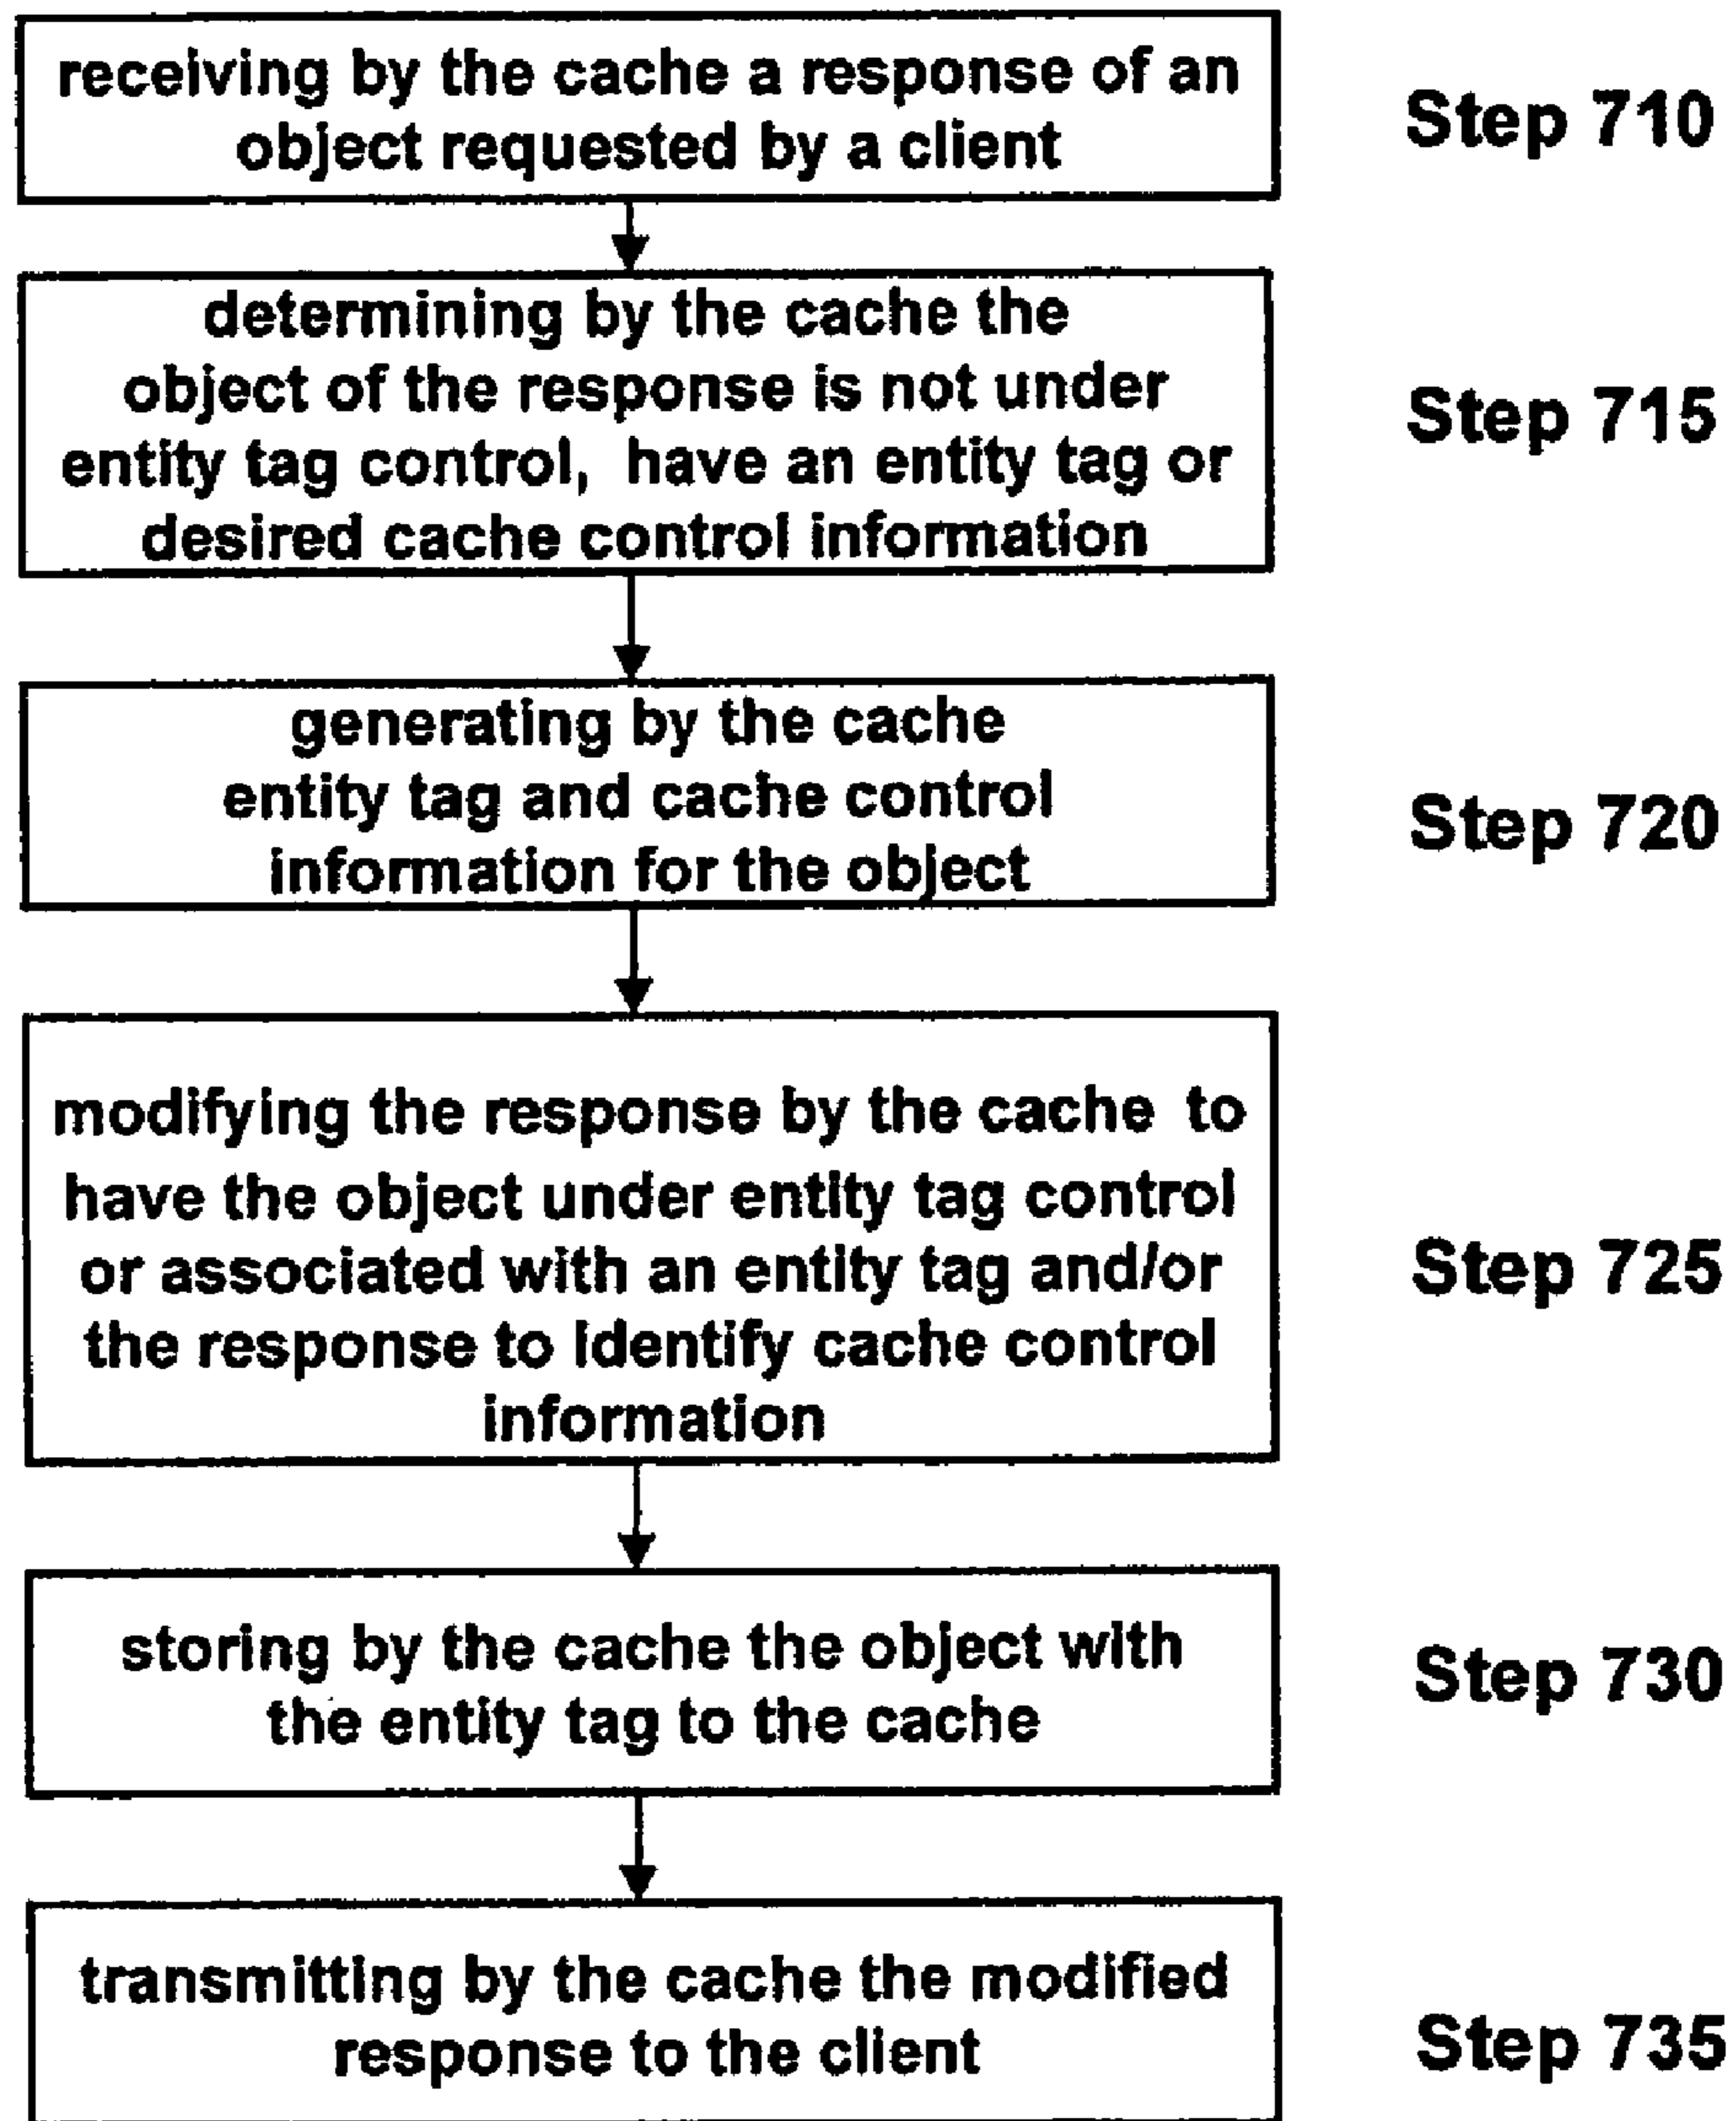 receiving by the cache a response of an
object requested by a client
Step 710
determining by the cache the
object of the response is not under
entity tag control, have an entity tag or
desired cache control information
Step 715
generating by the cache
entity tag and cache control
information for the object
Step 720
modifying the response by the cache to
have the object under entity tag control
or associated with an entity tag and/or
the response to identify cache control
information
Step 725
storing by the cache the object with
the entity tag to the cache
Step 730
transmitting by the cache the modified
response to the client
Step 735